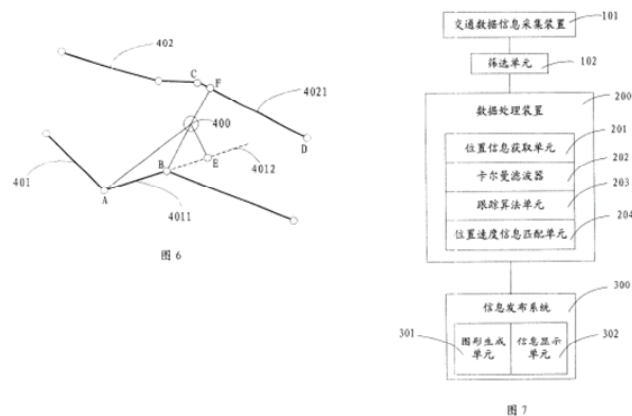 402
C
F
4021
400
D
B
E
4012
401
A
4011
图 6
交通数据信息采集装置
101
筛选单元
102
数据处理装置
200
位置信息获取单元
201
卡尔曼滤波器
202
跟踪算法单元
203
位置速度信息匹配单元
204
信息发布系统
300
301
图形生成
单元
信息显示
单元
302
图 7